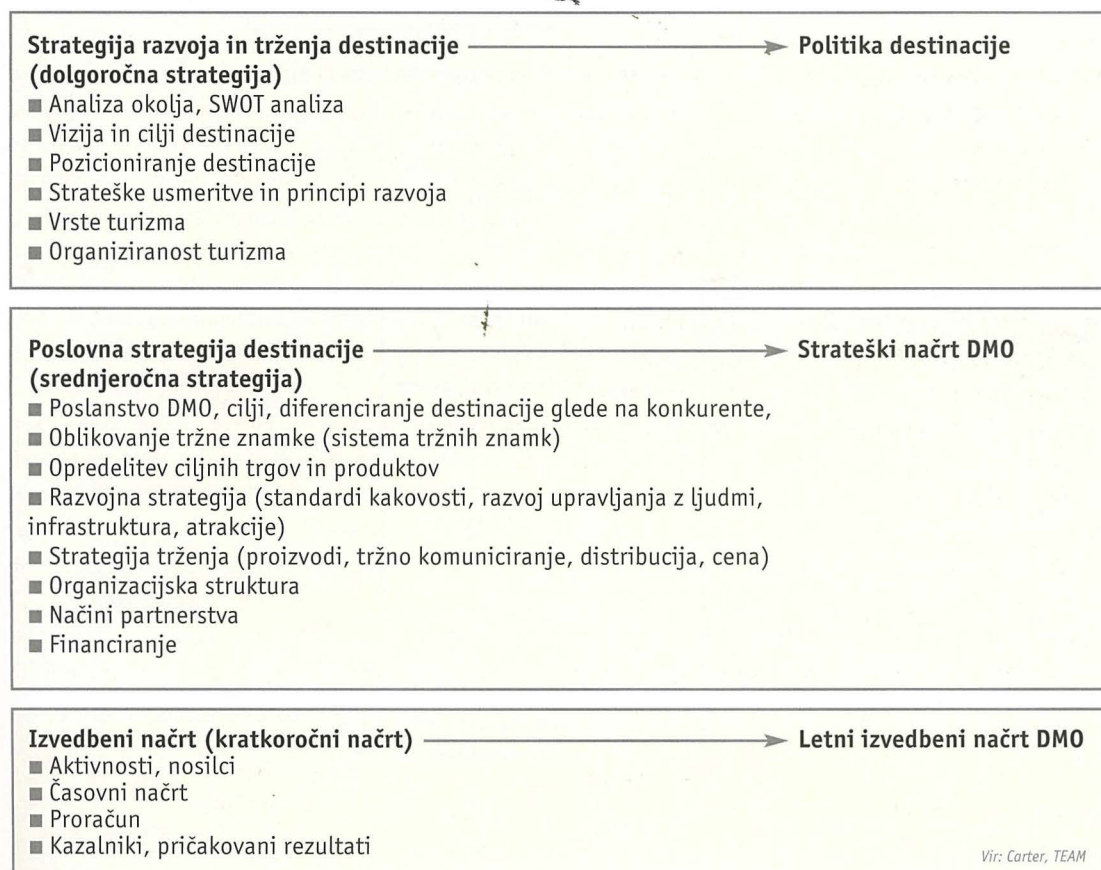 Strategija razvoja in trženja destinacije Politika destinacije
(dolgoročna strategija)
■ Analiza okolja, SWOT analiza
■ Vizija in cilji destinacije
■ Pozicioniranje destinacije
■ Strateške usmeritve in principi razvoja
■ Vrste turizma
■ Organiziranost turizma
Poslovna strategija destinacije Strateški načrt DMO
(srednjeročna strategija)
■ Poslanstvo DMO, cilji, diferenciranje destinacije glede na konkurente,
■ Oblikovanje tržne znamke (sistema tržnih znamk)
■ Opredelitev ciljnih trgov in produktov
■ Razvojna strategija (standardi kakovosti, razvoj upravljanja z ljudmi,
infrastruktura, atrakcije)
■ Strategija trženja (proizvodi, tržno komuniciranje, distribucija, cena)
■ Organizacijska struktura
■ Načini partnerstva
■ Financiranje
Izvedbeni načrt (kratkoročni načrt) Letni izvedbeni načrt DMO
■ Aktivnosti, nosilci
■ Časovni načrt
■ Proračun
■ Kazalniki, pričakovani rezultati
Vir: Carter, TEAM